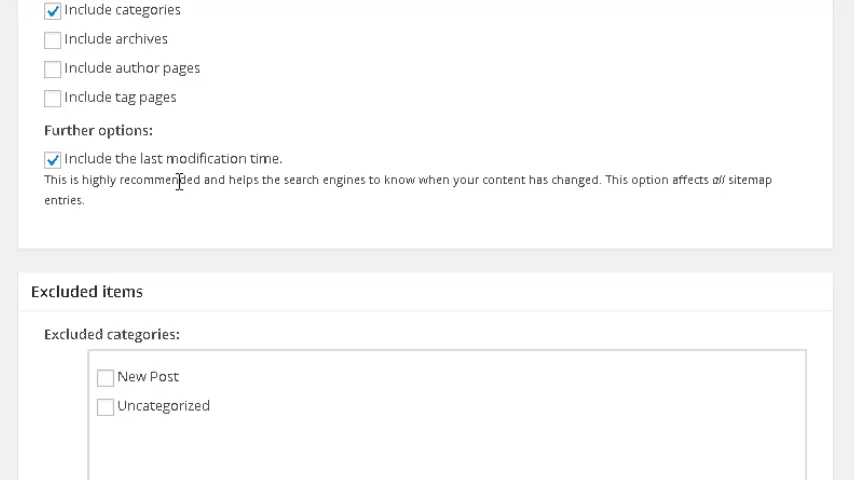 Include categories
Include archives
Include author pages
Include tag pages
Further options:
Include the last modification time.
This is highly recommended and helps the search engines to know when your content has changed. This option affects all sitemap
entries.
Excluded items
Excluded categories:
New Post
Uncategorized